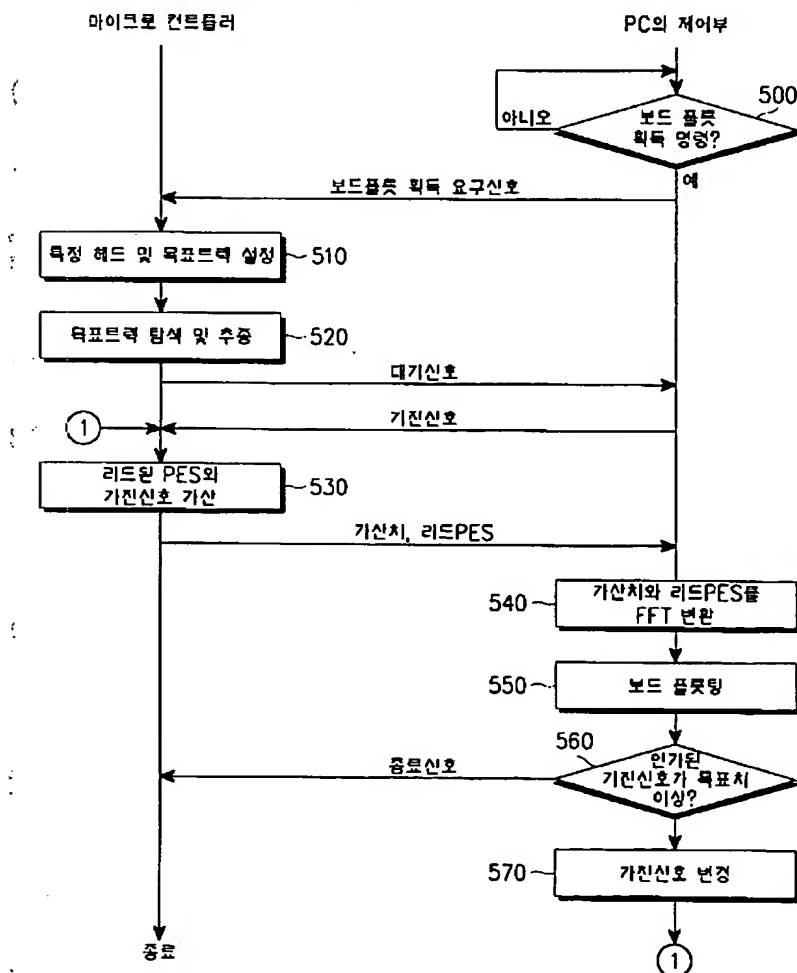 마이크로 컨트롤러
PC의 제어부
500
보드 플롯
획득 명령?
아니오
예
보드플롯 획득 요구신호
특정 헤드 및 목표트랙 설정
510
목표트랙 탐색 및 추종
520
대기신호
1
기진신호
리드된 PES와
가진신호 가산
530
가산치, 리드PES
540
가산치와 리드PES를
FFT 변환
550
보드 플롯팅
560
인가된
기진신호가 목표치
이상?
종료신호
570
가진신호 변경
종료
1